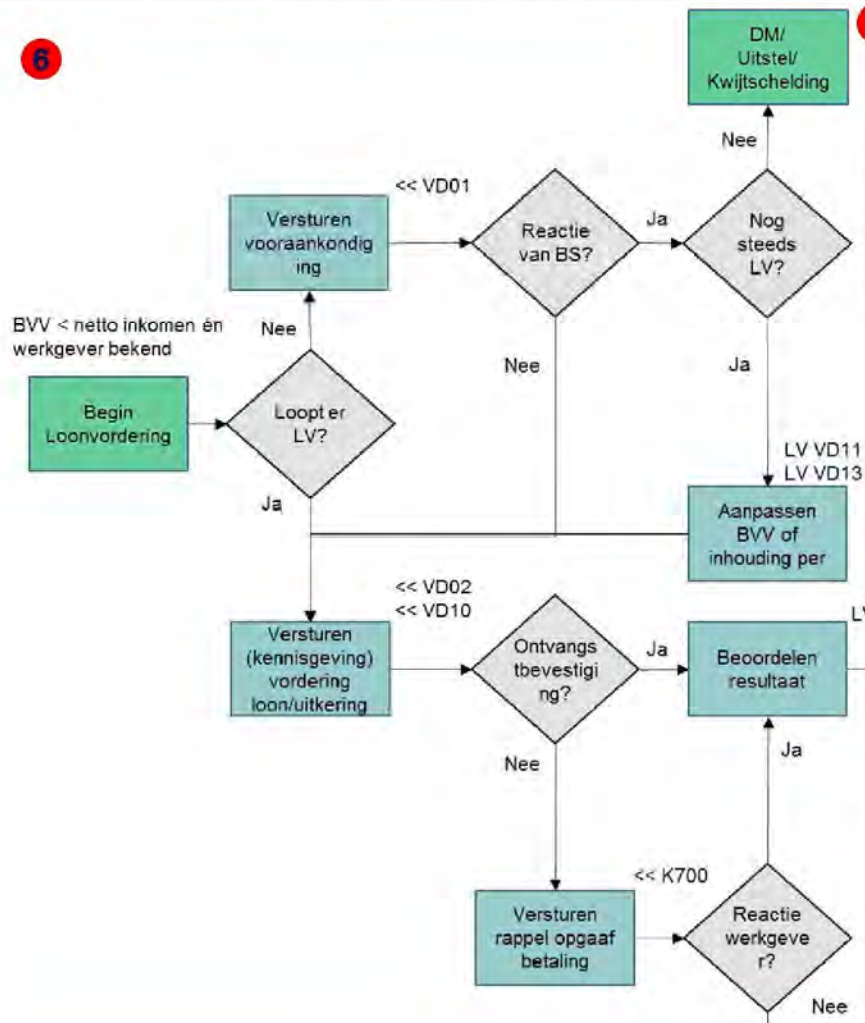 6
DM/
Uitstel/
Kwijtschelding
Nee
<< VD01
Versturen
vooraankondig
ing
Reactie
van BS?
Ja
Nog
steeds
LV?
BVV < netto inkomen én
werkgever bekend
Nee
Nee
Ja
Begin
Loonvordering
Loopt er
LV?
LV VD11
LV VD13
Ja
Aanpassen
BVV of
inhouding per
<< VD02
<< VD10
LV
Versturen
(kennisgeving)
vordering
loon/uitkering
Ontvangs
tbevestigi
ng?
Ja
Beoordelen
resultaat
Nee
Ja
<< K700
Versturen
rappel opgaaf
betaling
Reactie
werkgeve
r?
Nee